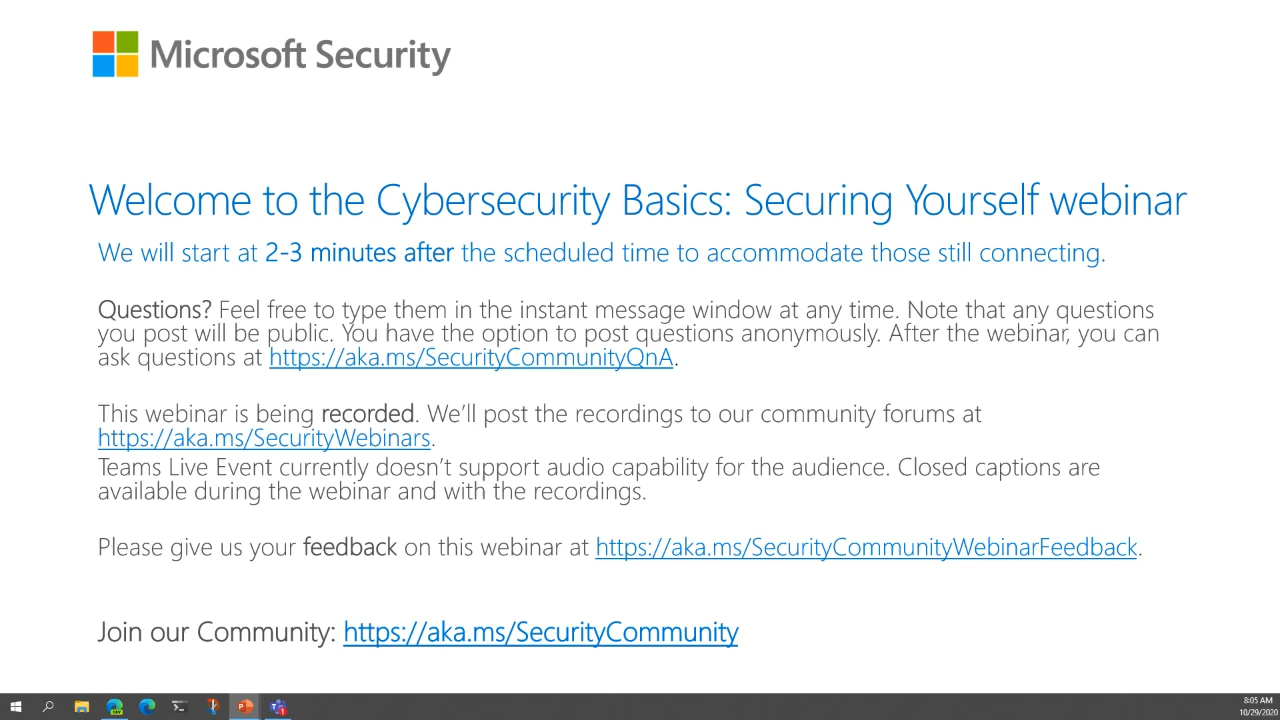 Microsoft Security
Welcome to the Cybersecurity Basics: Securing Yourself webinar
We will start at 2-3 minutes after the scheduled time to accommodate those still connecting.
Questions? Feel free to type them in the instant message window at any time. Note that any questions
you post will be public. You have the option to post questions anonymously. After the webinar, you can
ask questions at https://aka.ms/SecurityCommunityQnA.
This webinar is being recorded. We’ll post the recordings to our community forums at
https://aka.ms/SecurityWebinars.
Teams Live Event currently doesn’t support audio capability for the audience. Closed captions are
available during the webinar and with the recordings.
Please give us your feedback on this webinar at https://aka.ms/SecurityCommunityWebinarFeedback.
Join our Community: https://aka.ms/SecurityCommunity
8:05 AM
10/29/2020